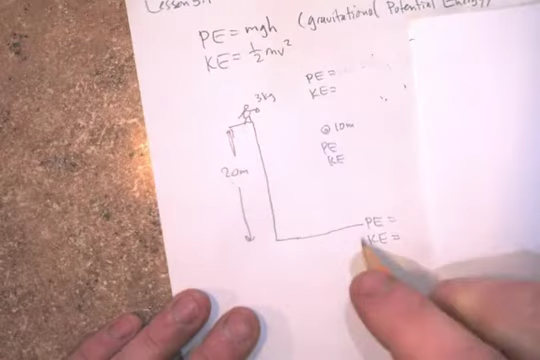 PE = mgh (gravitational Potential Energy)
KE = ½mv²
PE =
KE =
3kg
@ 10m
PE
KE
20m
PE =
KE =